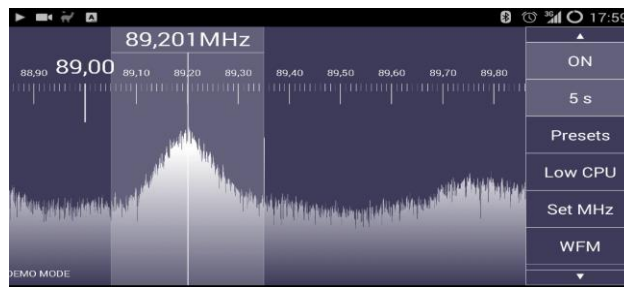 3G 17:59
89,201MHz
88,90 89,00 89,10 89,20 89,30 89,40 89,50 89,60 89,70 89,80
ON
5 s
Presets
Low CPU
Set MHz
WFM
DEMO MODE